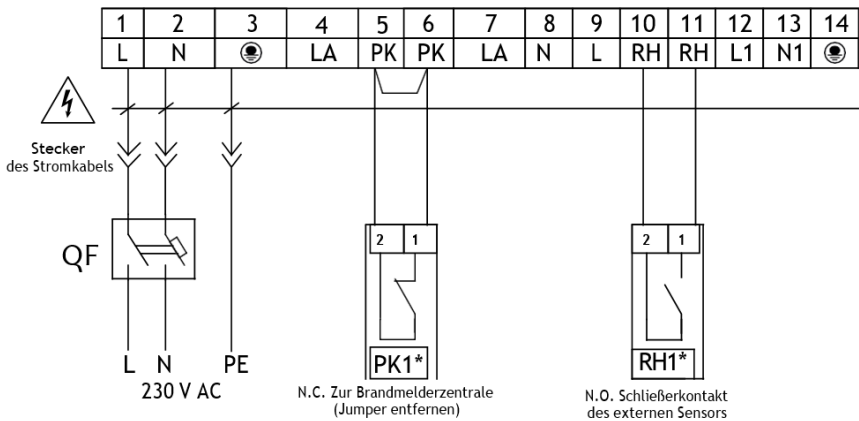 1 2 3 4 5 6 7 8 9 10 11 12 13 14
L N LA PK PK LA N L RH RH L1 N1
Stecker
des Stromkabels
QF
2 1
2 1
L N PE
230 V AC
PK1*
RH1*
N.C. Zur Brandmelderzentrale
(Jumper entfernen)
N.O. Schließerkontakt
des externen Sensors